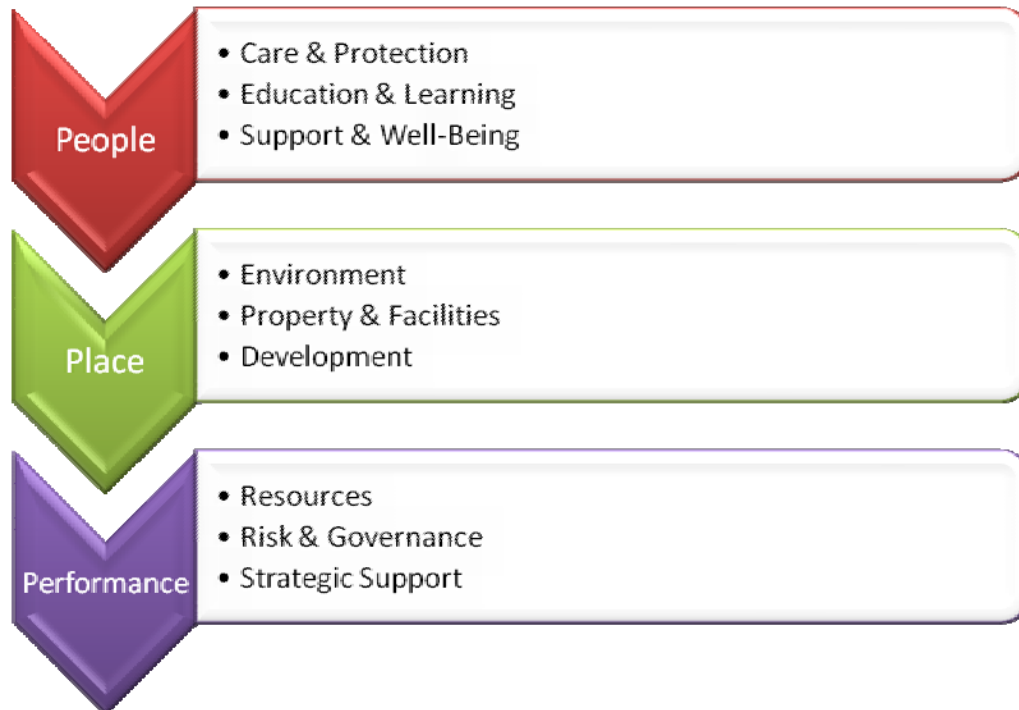 People
• Care & Protection
• Education & Learning
• Support & Well-Being
Place
• Environment
• Property & Facilities
• Development
Performance
• Resources
• Risk & Governance
• Strategic Support